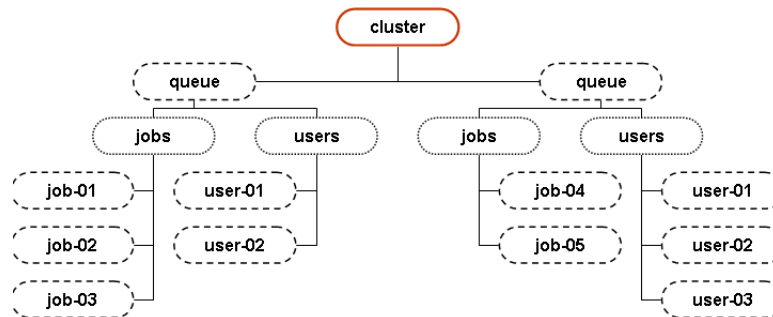 cluster
queue
queue
jobs
users
jobs
users
job-01
user-01
job-04
user-01
job-02
user-02
job-05
user-02
job-03
user-03